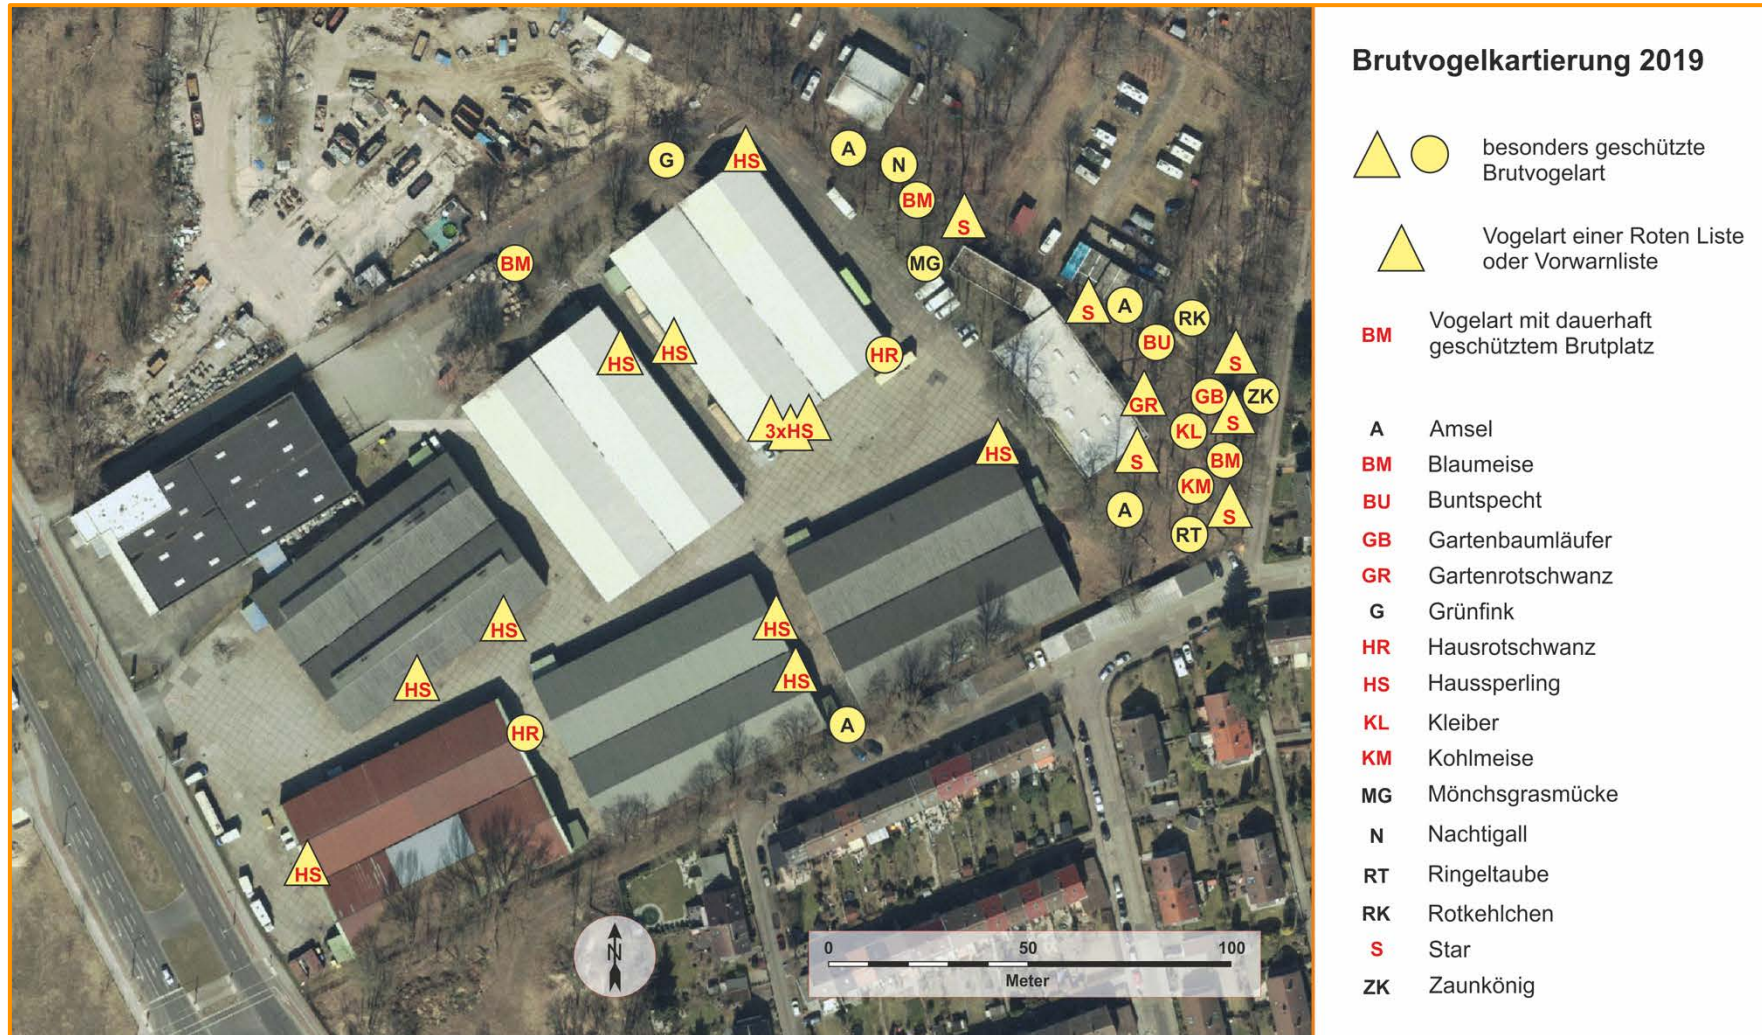 Brutvogelkartierung 2019
besonders geschützte
Brutvogelart
Vogelart einer Roten Liste
oder Vorwarnliste
BM Vogelart mit dauerhaft
geschütztem Brutplatz
A Amsel
BM Blaumeise
BU Buntspecht
GB Gartenbaumläufer
GR Gartenrotschwanz
G Grünfink
HR Hausrotschwanz
HS Haussperling
KL Kleiber
KM Kohlmeise
MG Mönchsgrasmücke
N Nachtigall
RT Ringeltaube
RK Rotkehlchen
S Star
ZK Zaunkönig
G
HS
A
N
BM
S
BM
MG
S
A
RK
BU
HS
HS
HR
S
GR
GB
ZK
S
3xHS
KL
HS
S
BM
KM
A
S
RT
HS
HS
HS
HS
HR
A
HS
N
0 50 100
Meter